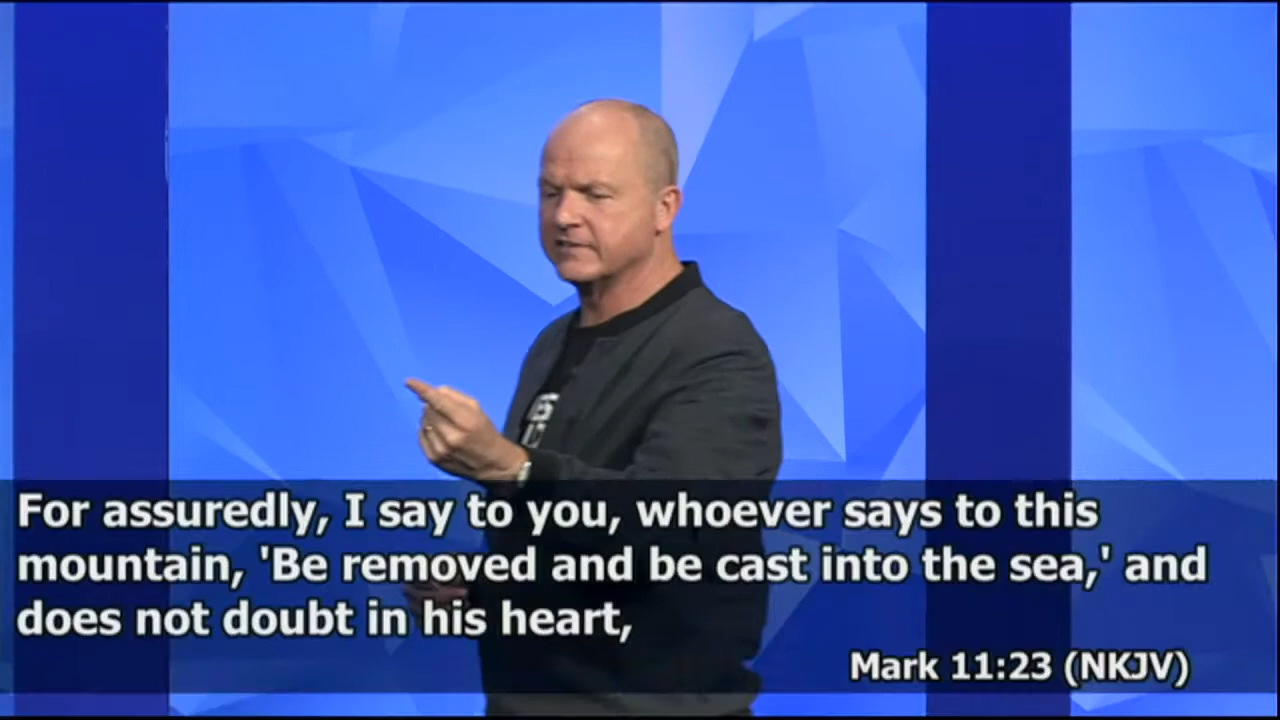 For assuredly, I say to you, whoever says to this
mountain, 'Be removed and be cast into the sea,' and
does not doubt in his heart,
Mark 11:23 (NKJV)